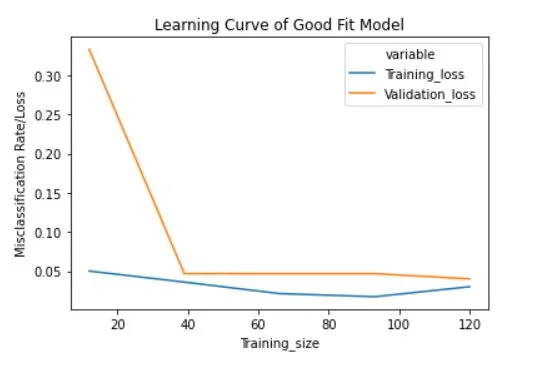 Learning Curve of Good Fit Model
variable
Training_loss
Validation_loss
Misclassification Rate/Loss
0.30
0.25
0.20
0.15
0.10
0.05
20
40
60
80
100
120
Training_size